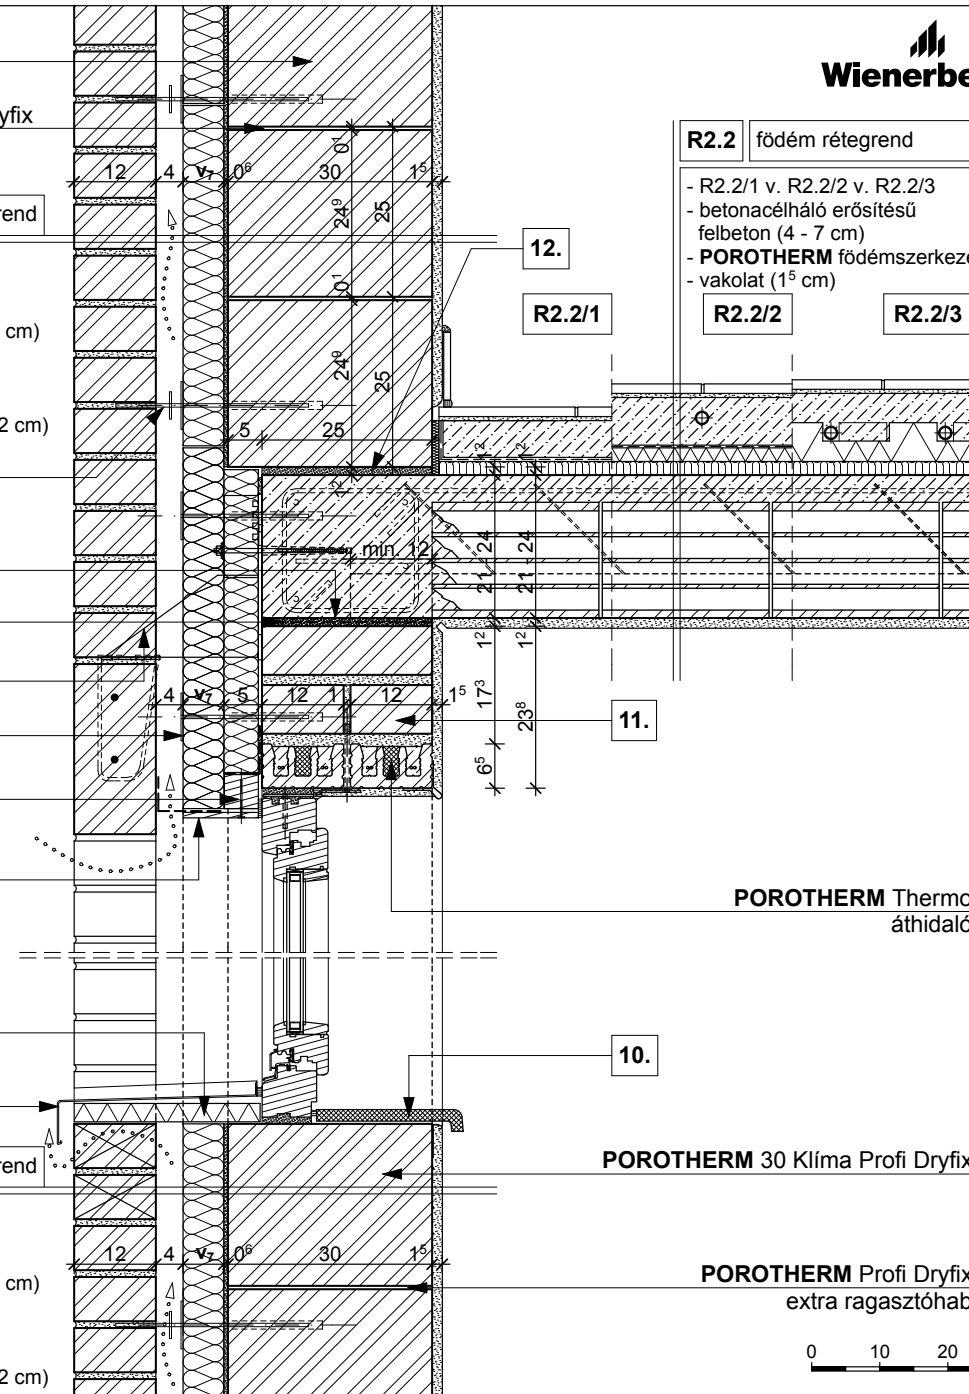 Wienerbe
yfix
R2.2 födém rétegrend
- R2.2/1 v. R2.2/2 v. R2.2/3
- betonacélháló erősítésű
felbeton (4 - 7 cm)
- POROTHERM födémszerkeze
- vakolat (1⁵ cm)
0¹
12 4 v₇ 0⁶ 30 1⁵
rend
24⁹ 25
12.
0¹
R2.2/1 R2.2/2 R2.2/3
cm)
24⁹ 25
2 cm)
5 25
1² 1²
12
min. 12
21 - 24 21 - 24
1² 1²
4 v₇ 5 12 1 12 1⁵
17³ 23⁸
11.
6⁵
POROTHERM Thermo
áthidaló
10.
rend
POROTHERM 30 Klíma Profi Dryfix
12 4 v₇ 0⁶ 30 1⁵
cm)
POROTHERM Profi Dryfix
extra ragasztóhab
0 10 20
2 cm)